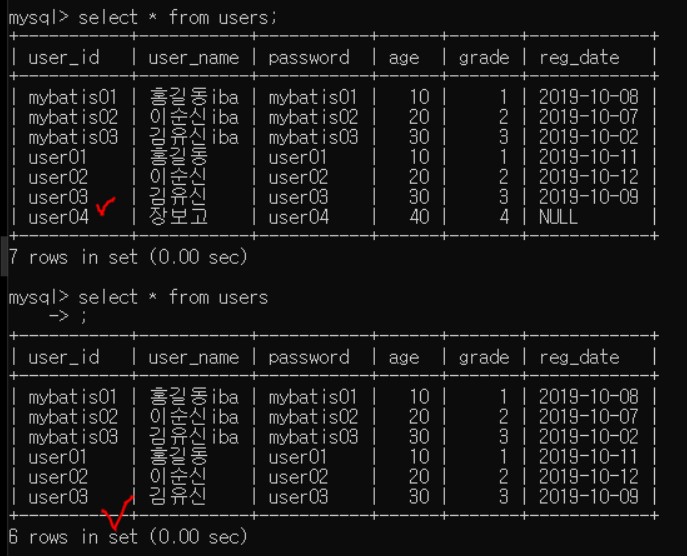 mysql> select * from users;
+-----------+--------------+-----------+------+-------+------------+
| user_id | user_name | password | age | grade | reg_date |
+-----------+--------------+-----------+------+-------+------------+
| mybatis01 | 홍길동iba | mybatis01 | 10 | 1 | 2019-10-08 |
| mybatis02 | 이순신iba | mybatis02 | 20 | 2 | 2019-10-07 |
| mybatis03 | 김유신iba | mybatis03 | 30 | 3 | 2019-10-02 |
| user01 | 홍길동 | user01 | 10 | 1 | 2019-10-11 |
| user02 | 이순신 | user02 | 20 | 2 | 2019-10-12 |
| user03 | 김유신 | user03 | 30 | 3 | 2019-10-09 |
| user04 | 장보고 | user04 | 40 | 4 | NULL |
+-----------+--------------+-----------+------+-------+------------+
7 rows in set (0.00 sec)
mysql> select * from users
-> ;
+-----------+--------------+-----------+------+-------+------------+
| user_id | user_name | password | age | grade | reg_date |
+-----------+--------------+-----------+------+-------+------------+
| mybatis01 | 홍길동iba | mybatis01 | 10 | 1 | 2019-10-08 |
| mybatis02 | 이순신iba | mybatis02 | 20 | 2 | 2019-10-07 |
| mybatis03 | 김유신iba | mybatis03 | 30 | 3 | 2019-10-02 |
| user01 | 홍길동 | user01 | 10 | 1 | 2019-10-11 |
| user02 | 이순신 | user02 | 20 | 2 | 2019-10-12 |
| user03 | 김유신 | user03 | 30 | 3 | 2019-10-09 |
+-----------+--------------+-----------+------+-------+------------+
6 rows in set (0.00 sec)